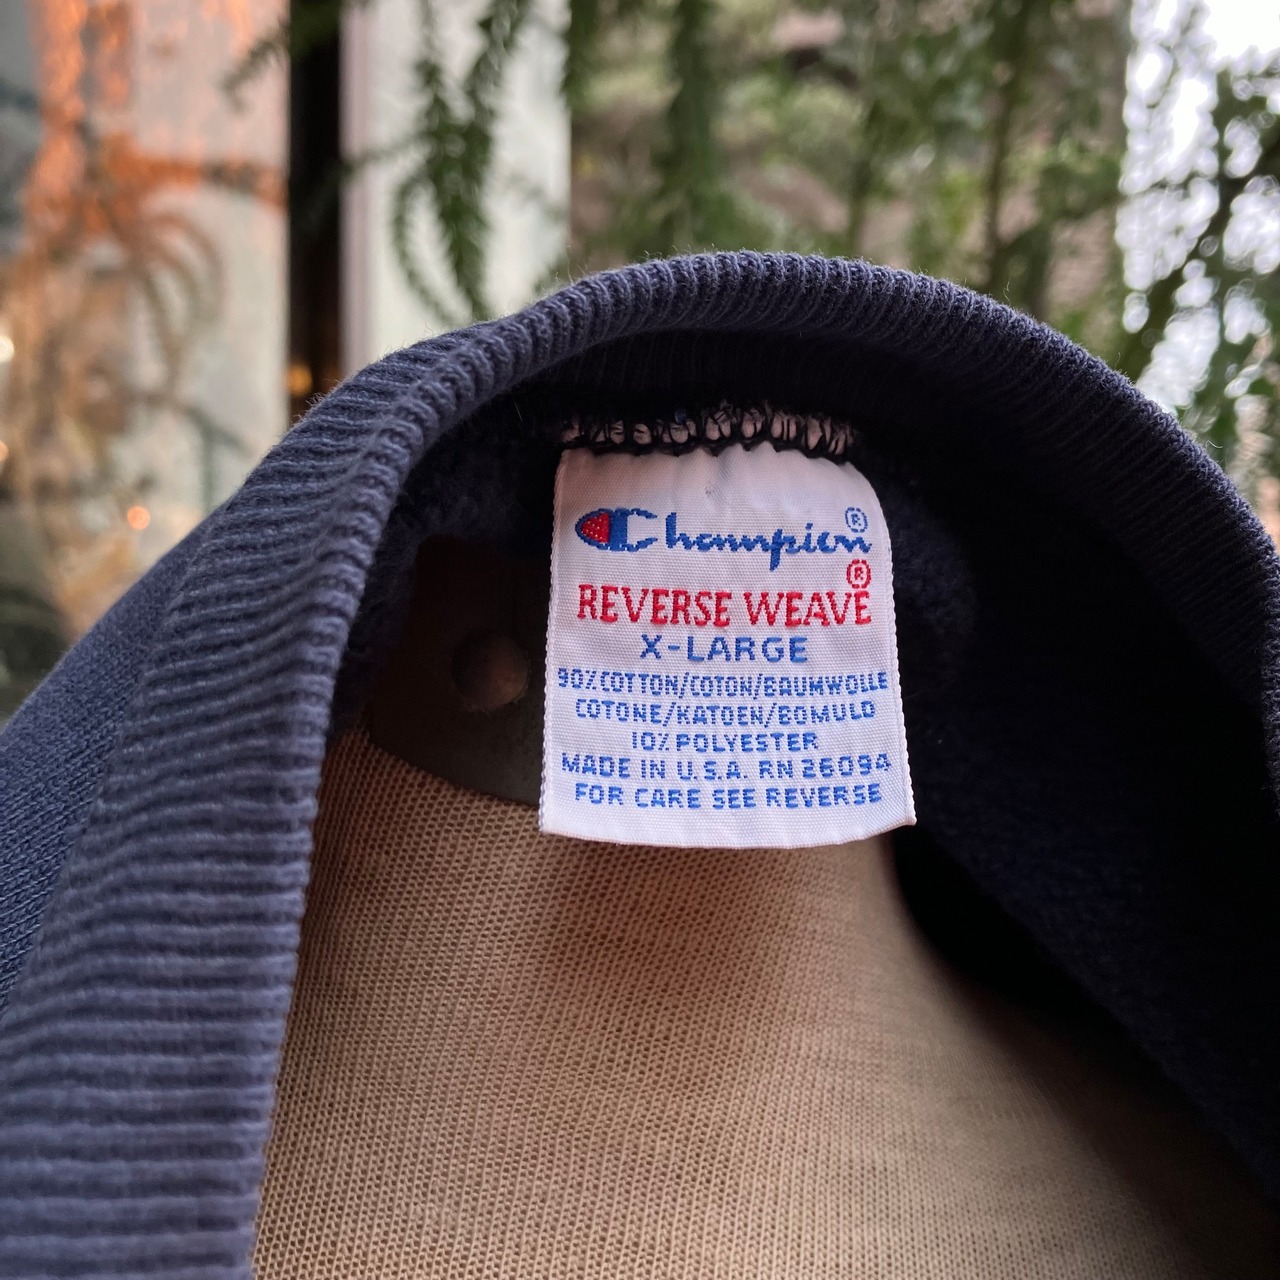 Champion®
REVERSE WEAVE®
X-LARGE
90% COTTON/COTON/BAUMWOLLE
COTONE/KATOEN/BOMULD
10% POLYESTER
MADE IN U.S.A. RN 26094
FOR CARE SEE REVERSE